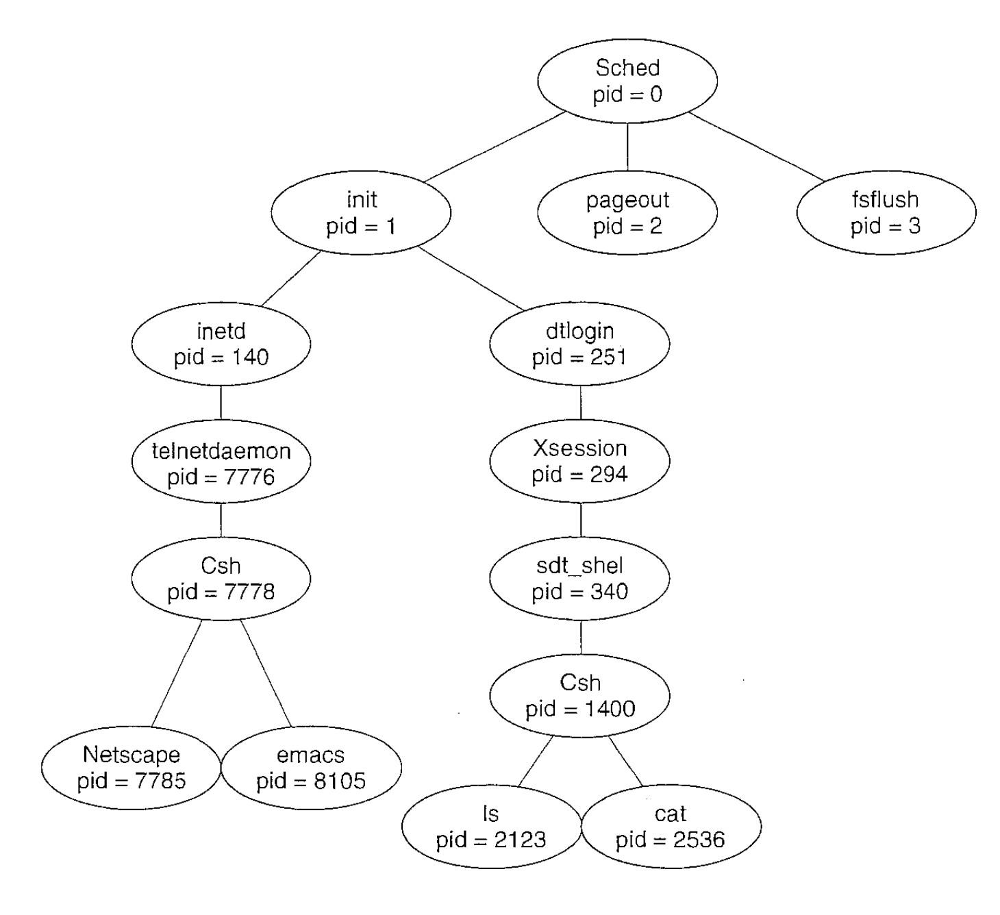 Sched
pid = 0
init
pid = 1
pageout
pid = 2
fsflush
pid = 3
inetd
pid = 140
dtlogin
pid = 251
telnetdaemon
pid = 7776
Xsession
pid = 294
Csh
pid = 7778
sdt_shel
pid = 340
Csh
pid = 1400
Netscape
pid = 7785
emacs
pid = 8105
ls
pid = 2123
cat
pid = 2536